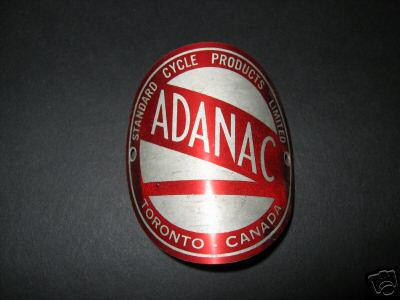 STANDARD CYCLE PRODUCTS LIMITED
ADANAC
TORONTO - CANADA